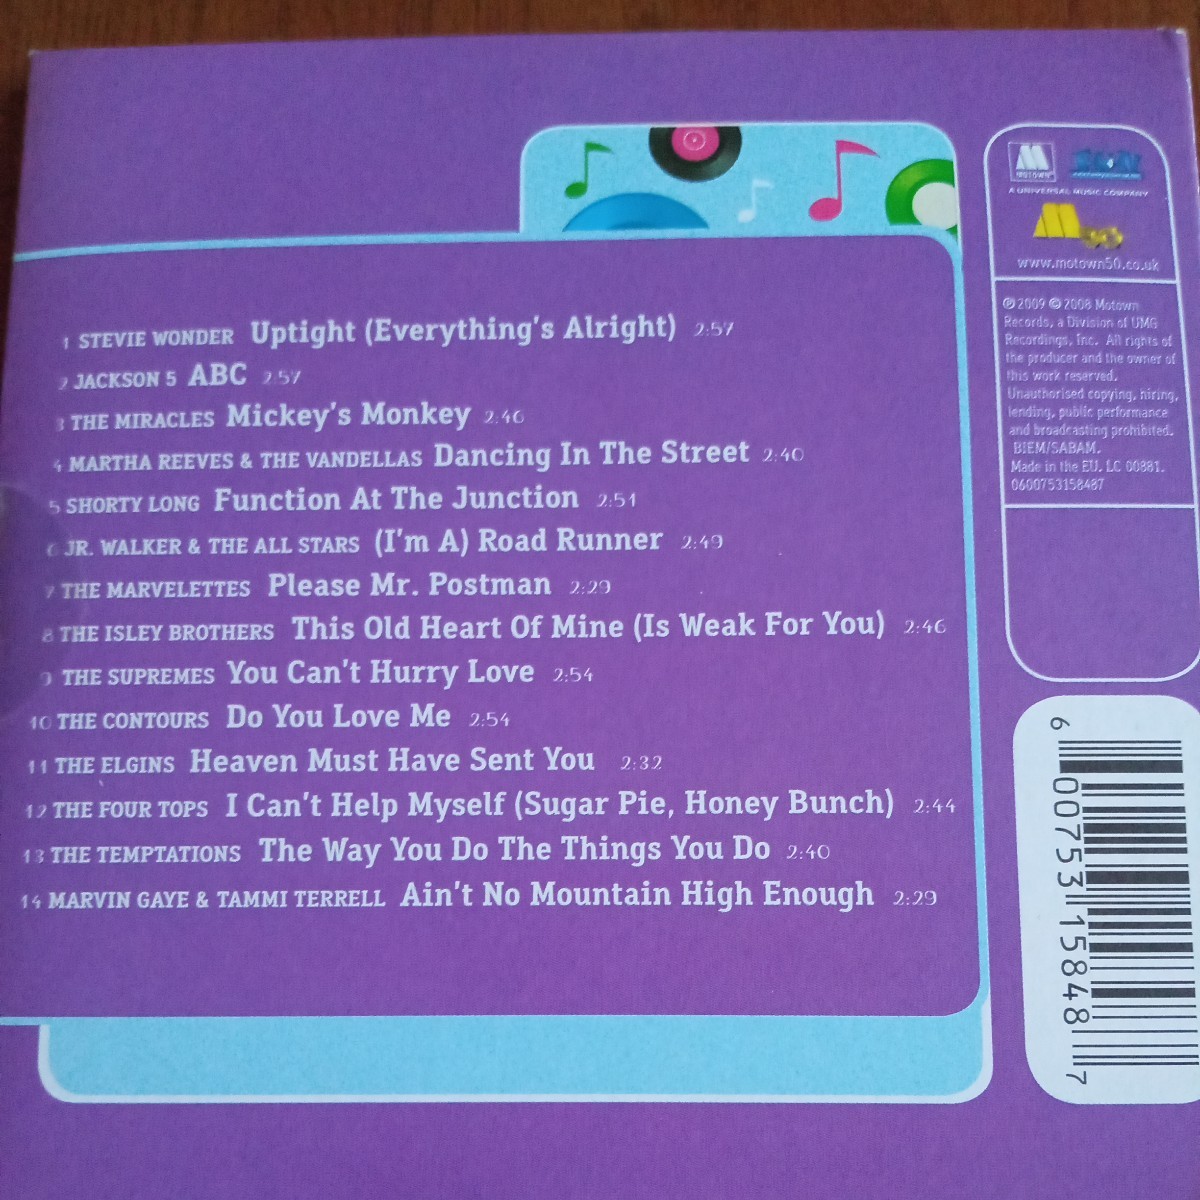 1 STEVIE WONDER Uptight (Everything's Alright) 2:57
2 JACKSON 5 ABC 2:57
3 THE MIRACLES Mickey's Monkey 2:46
4 MARTHA REEVES & THE VANDELLAS Dancing In The Street 2:40
5 SHORTY LONG Function At The Junction 2:51
6 JR. WALKER & THE ALL STARS (I'm A) Road Runner 2:49
7 THE MARVELETTES Please Mr. Postman 2:29
8 THE ISLEY BROTHERS This Old Heart Of Mine (Is Weak For You) 2:46
9 THE SUPREMES You Can't Hurry Love 2:54
10 THE CONTOURS Do You Love Me 2:54
11 THE ELGINS Heaven Must Have Sent You 2:32
12 THE FOUR TOPS I Can't Help Myself (Sugar Pie, Honey Bunch) 2:44
13 THE TEMPTATIONS The Way You Do The Things You Do 2:40
14 MARVIN GAYE & TAMMI TERRELL Ain't No Mountain High Enough 2:29
MOTOWN
A UNIVERSAL MUSIC COMPANY
M50
www.motown50.co.uk
℗ 2009 © 2008 Motown
Records, a Division of UMG
Recordings, Inc. All rights of
the producer and the owner of
this work reserved.
Unauthorised copying, hiring,
lending, public performance
and broadcasting prohibited.
BIEM/SABAM.
Made in the EU. LC 00881.
0600753158487
6 00753 15848 7